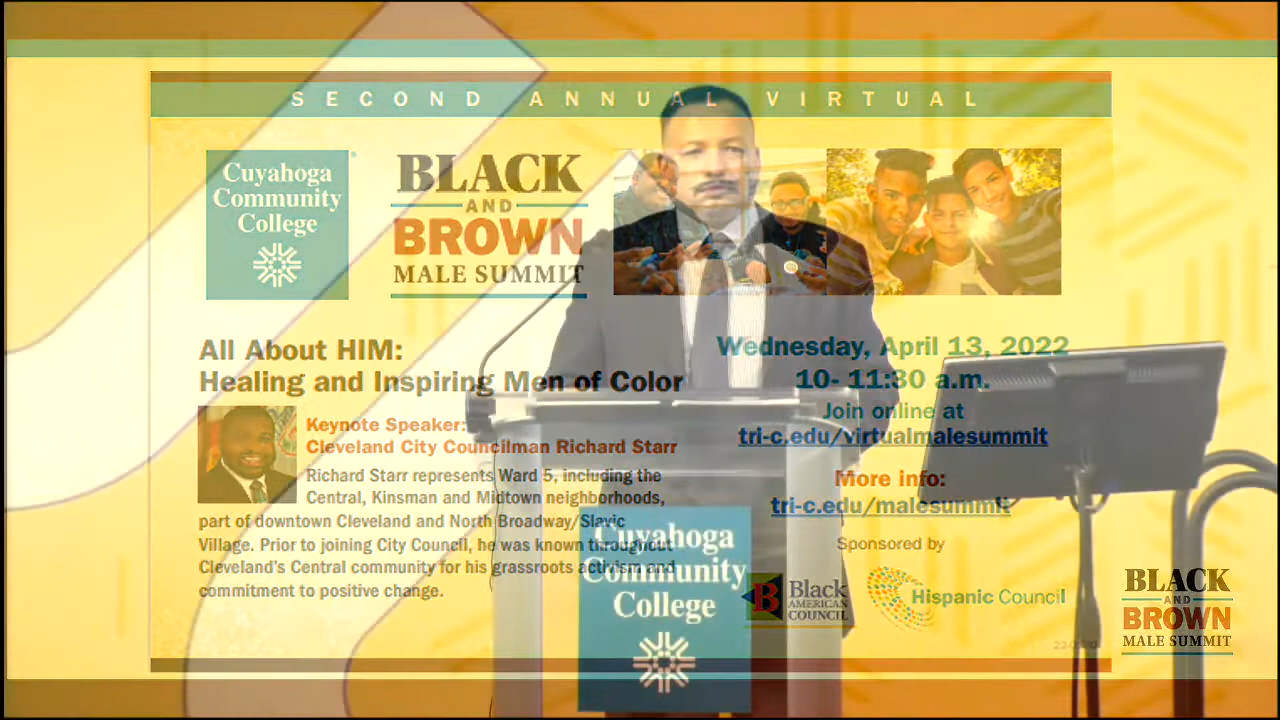 SECOND ANNUAL VIRTUAL
Cuyahoga
Community
College
BLACK
AND
BROWN
MALE SUMMIT
All About HIM:
Healing and Inspiring Men of Color
Keynote Speaker:
Cleveland City Councilman Richard Starr
Richard Starr represents Ward 5, including the
Central, Kinsman and Midtown neighborhoods,
part of downtown Cleveland and North Broadway/Slavic
Village. Prior to joining City Council, he was known throughout
Cleveland's Central community for his grassroots activism and
commitment to positive change.
Wednesday, April 13, 2022
10- 11:30 a.m.
Join online at
tri-c.edu/virtualmalesummit
More info:
tri-c.edu/malesummit
Sponsored by
B Black
AMERICAN
COUNCIL
Hispanic Council
Cuyahoga
Community
College
BLACK
AND
BROWN
MALE SUMMIT